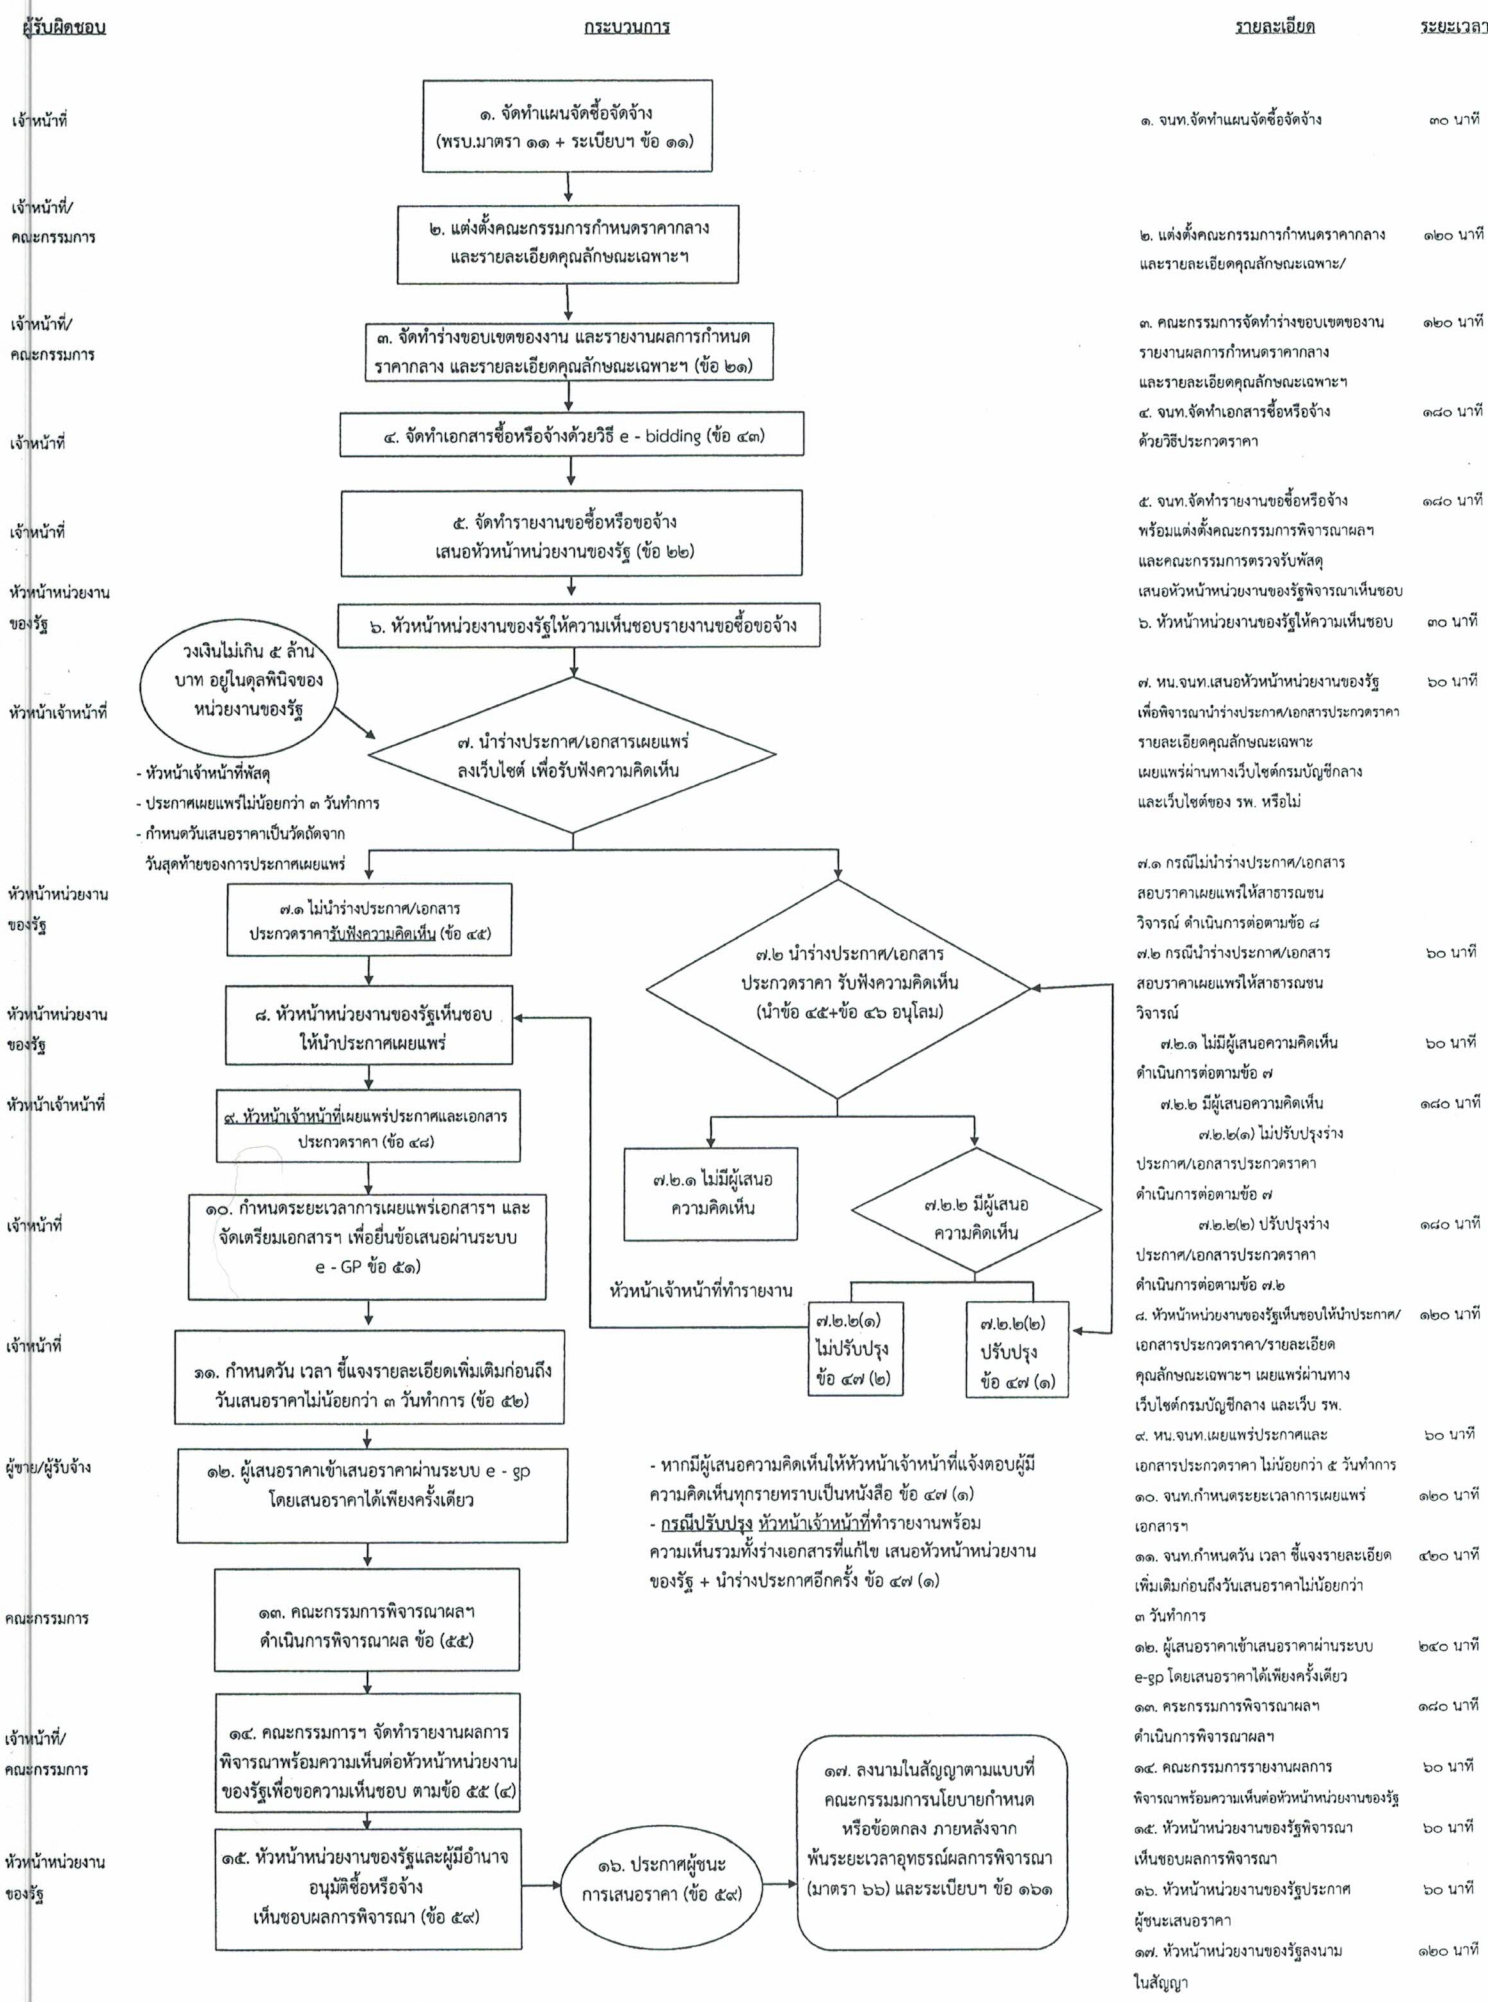 ผู้รับผิดชอบ
กระบวนการ
รายละเอียด
ระยะเวลา
เจ้าหน้าที่
๑. จัดทำแผนจัดซื้อจัดจ้าง
(พรบ.มาตรา ๑๑ + ระเบียบฯ ข้อ ๑๑)
๑. จนท.จัดทำแผนจัดซื้อจัดจ้าง
๓๐ นาที
เจ้าหน้าที่/
คณะกรรมการ
๒. แต่งตั้งคณะกรรมการกำหนดราคากลาง
และรายละเอียดคุณลักษณะเฉพาะฯ
๒. แต่งตั้งคณะกรรมการกำหนดราคากลาง
และรายละเอียดคุณลักษณะเฉพาะ/
๑๒๐ นาที
เจ้าหน้าที่/
คณะกรรมการ
๓. จัดทำร่างขอบเขตของงาน และรายงานผลการกำหนด
ราคากลาง และรายละเอียดคุณลักษณะเฉพาะฯ (ข้อ ๒๑)
๓. คณะกรรมการจัดทำร่างขอบเขตของงาน
รายงานผลการกำหนดราคากลาง
และรายละเอียดคุณลักษณะเฉพาะฯ
๑๒๐ นาที
เจ้าหน้าที่
๔. จัดทำเอกสารซื้อหรือจ้างด้วยวิธี e - bidding (ข้อ ๔๓)
๔. จนท.จัดทำเอกสารซื้อหรือจ้าง
ด้วยวิธีประกวดราคา
๑๘๐ นาที
เจ้าหน้าที่
๕. จัดทำรายงานขอซื้อหรือขอจ้าง
เสนอหัวหน้าหน่วยงานของรัฐ (ข้อ ๒๒)
๕. จนท.จัดทำรายงานขอซื้อหรือจ้าง
พร้อมแต่งตั้งคณะกรรมการพิจารณาผลฯ
และคณะกรรมการตรวจรับพัสดุ
เสนอหัวหน้าหน่วยงานของรัฐพิจารณาเห็นชอบ
๑๘๐ นาที
หัวหน้าหน่วยงาน
ของรัฐ
๖. หัวหน้าหน่วยงานของรัฐให้ความเห็นชอบรายงานขอซื้อขอจ้าง
๖. หัวหน้าหน่วยงานของรัฐให้ความเห็นชอบ
๓๐ นาที
วงเงินไม่เกิน ๕ ล้าน
บาท อยู่ในดุลพินิจของ
หน่วยงานของรัฐ
หัวหน้าเจ้าหน้าที่
๗. นำร่างประกาศ/เอกสารเผยแพร่
ลงเว็บไซต์ เพื่อรับฟังความคิดเห็น
- หัวหน้าเจ้าหน้าที่พัสดุ
- ประกาศเผยแพร่ไม่น้อยกว่า ๓ วันทำการ
- กำหนดวันเสนอราคาเป็นวัดถัดจาก
วันสุดท้ายของการประกาศเผยแพร่
๗. หน.จนท.เสนอหัวหน้าหน่วยงานของรัฐ
เพื่อพิจารณานำร่างประกาศ/เอกสารประกวดราคา
รายละเอียดคุณลักษณะเฉพาะ
เผยแพร่ผ่านทางเว็บไซต์กรมบัญชีกลาง
และเว็บไซต์ของ รพ. หรือไม่
๖๐ นาที
หัวหน้าหน่วยงาน
ของรัฐ
๗.๑ ไม่นำร่างประกาศ/เอกสาร
ประกวดราคารับฟังความคิดเห็น (ข้อ ๔๕)
๗.๒ นำร่างประกาศ/เอกสาร
ประกวดราคา รับฟังความคิดเห็น
(นำข้อ ๔๕+ข้อ ๔๖ อนุโลม)
๗.๑ กรณีไม่นำร่างประกาศ/เอกสาร
สอบราคาเผยแพร่ให้สาธารณชน
วิจารณ์ ดำเนินการต่อตามข้อ ๘
๗.๒ กรณีนำร่างประกาศ/เอกสาร
สอบราคาเผยแพร่ให้สาธารณชน
วิจารณ์
๖๐ นาที
หัวหน้าหน่วยงาน
ของรัฐ
๘. หัวหน้าหน่วยงานของรัฐเห็นชอบ
ให้นำประกาศเผยแพร่
๗.๒.๑ ไม่มีผู้เสนอความคิดเห็น
ดำเนินการต่อตามข้อ ๗
๖๐ นาที
หัวหน้าเจ้าหน้าที่
๙. หัวหน้าเจ้าหน้าที่เผยแพร่ประกาศและเอกสาร
ประกวดราคา (ข้อ ๔๘)
๗.๒.๑ ไม่มีผู้เสนอ
ความคิดเห็น
๗.๒.๒ มีผู้เสนอ
ความคิดเห็น
๗.๒.๒ มีผู้เสนอความคิดเห็น
๑๘๐ นาที
๗.๒.๒(๑) ไม่ปรับปรุงร่าง
ประกาศ/เอกสารประกวดราคา
ดำเนินการต่อตามข้อ ๗
เจ้าหน้าที่
๑๐. กำหนดระยะเวลาการเผยแพร่เอกสารฯ และ
จัดเตรียมเอกสารฯ เพื่อยื่นข้อเสนอผ่านระบบ
e - GP ข้อ ๕๑)
๗.๒.๒(๒) ปรับปรุงร่าง
ประกาศ/เอกสารประกวดราคา
ดำเนินการต่อตามข้อ ๗.๒
๑๘๐ นาที
หัวหน้าเจ้าหน้าที่ทำรายงาน
๗.๒.๒(๑)
ไม่ปรับปรุง
ข้อ ๔๗ (๒)
๗.๒.๒(๒)
ปรับปรุง
ข้อ ๔๗ (๑)
๘. หัวหน้าหน่วยงานของรัฐเห็นชอบให้นำประกาศ/
เอกสารประกวดราคา/รายละเอียด
คุณลักษณะเฉพาะฯ เผยแพร่ผ่านทาง
เว็บไซต์กรมบัญชีกลาง และเว็บ รพ.
๑๒๐ นาที
เจ้าหน้าที่
๑๑. กำหนดวัน เวลา ชี้แจงรายละเอียดเพิ่มเติมก่อนถึง
วันเสนอราคาไม่น้อยกว่า ๓ วันทำการ (ข้อ ๕๒)
๙. หน.จนท.เผยแพร่ประกาศและ
เอกสารประกวดราคา ไม่น้อยกว่า ๕ วันทำการ
๖๐ นาที
ผู้ขาย/ผู้รับจ้าง
๑๒. ผู้เสนอราคาเข้าเสนอราคาผ่านระบบ e - gp
โดยเสนอราคาได้เพียงครั้งเดียว
- หากมีผู้เสนอความคิดเห็นให้หัวหน้าเจ้าหน้าที่แจ้งตอบผู้มี
ความคิดเห็นทุกรายทราบเป็นหนังสือ ข้อ ๔๗ (๑)
- กรณีปรับปรุง หัวหน้าเจ้าหน้าที่ทำรายงานพร้อม
ความเห็นรวมทั้งร่างเอกสารที่แก้ไข เสนอหัวหน้าหน่วยงาน
ของรัฐ + นำร่างประกาศอีกครั้ง ข้อ ๔๗ (๑)
๑๐. จนท.กำหนดระยะเวลาการเผยแพร่
เอกสารฯ
๑๒๐ นาที
๑๑. จนท.กำหนดวัน เวลา ชี้แจงรายละเอียด
เพิ่มเติมก่อนถึงวันเสนอราคาไม่น้อยกว่า
๓ วันทำการ
๔๒๐ นาที
คณะกรรมการ
๑๓. คณะกรรมการพิจารณาผลฯ
ดำเนินการพิจารณาผล ข้อ (๕๕)
๑๒. ผู้เสนอราคาเข้าเสนอราคาผ่านระบบ
e-gp โดยเสนอราคาได้เพียงครั้งเดียว
๒๔๐ นาที
๑๓. คระกรรมการพิจารณาผลฯ
ดำเนินการพิจารณาผลฯ
๑๘๐ นาที
เจ้าหน้าที่/
คณะกรรมการ
๑๔. คณะกรรมการฯ จัดทำรายงานผลการ
พิจารณาพร้อมความเห็นต่อหัวหน้าหน่วยงาน
ของรัฐเพื่อขอความเห็นชอบ ตามข้อ ๕๕ (๔)
๑๔. คณะกรรมการรายงานผลการ
พิจารณาพร้อมความเห็นต่อหัวหน้าหน่วยงานของรัฐ
๖๐ นาที
หัวหน้าหน่วยงาน
ของรัฐ
๑๕. หัวหน้าหน่วยงานของรัฐและผู้มีอำนาจ
อนุมัติซื้อหรือจ้าง
เห็นชอบผลการพิจารณา (ข้อ ๕๙)
๑๖. ประกาศผู้ชนะ
การเสนอราคา (ข้อ ๕๙)
๑๗. ลงนามในสัญญาตามแบบที่
คณะกรรมมการนโยบายกำหนด
หรือข้อตกลง ภายหลังจาก
พ้นระยะเวลาอุทธรณ์ผลการพิจารณา
(มาตรา ๖๖) และระเบียบฯ ข้อ ๑๖๑
๑๕. หัวหน้าหน่วยงานของรัฐพิจารณา
เห็นชอบผลการพิจารณา
๖๐ นาที
๑๖. หัวหน้าหน่วยงานของรัฐประกาศ
ผู้ชนะเสนอราคา
๖๐ นาที
๑๗. หัวหน้าหน่วยงานของรัฐลงนาม
ในสัญญา
๑๒๐ นาที